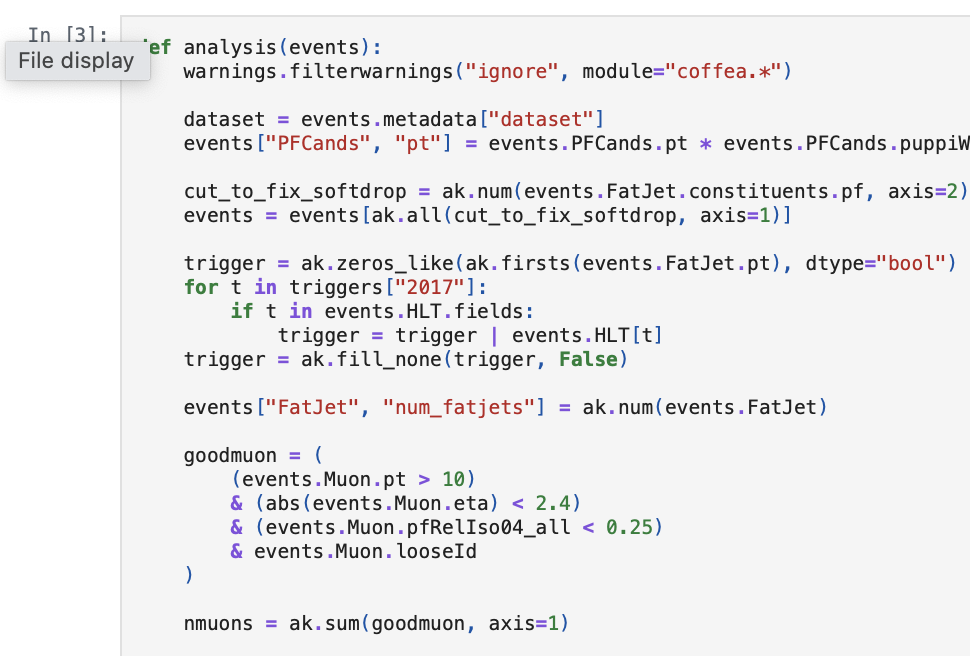 In [3]:
File display
ef analysis(events):
    warnings.filterwarnings("ignore", module="coffea.*")
    dataset = events.metadata["dataset"]
    events["PFCands", "pt"] = events.PFCands.pt * events.PFCands.puppiW
    cut_to_fix_softdrop = ak.num(events.FatJet.constituents.pf, axis=2)
    events = events[ak.all(cut_to_fix_softdrop, axis=1)]
    trigger = ak.zeros_like(ak.firsts(events.FatJet.pt), dtype="bool")
    for t in triggers["2017"]:
        if t in events.HLT.fields:
            trigger = trigger | events.HLT[t]
    trigger = ak.fill_none(trigger, False)
    events["FatJet", "num_fatjets"] = ak.num(events.FatJet)
    goodmuon = (
        (events.Muon.pt > 10)
        & (abs(events.Muon.eta) < 2.4)
        & (events.Muon.pfRelIso04_all < 0.25)
        & events.Muon.looseId
    )
    nmuons = ak.sum(goodmuon, axis=1)